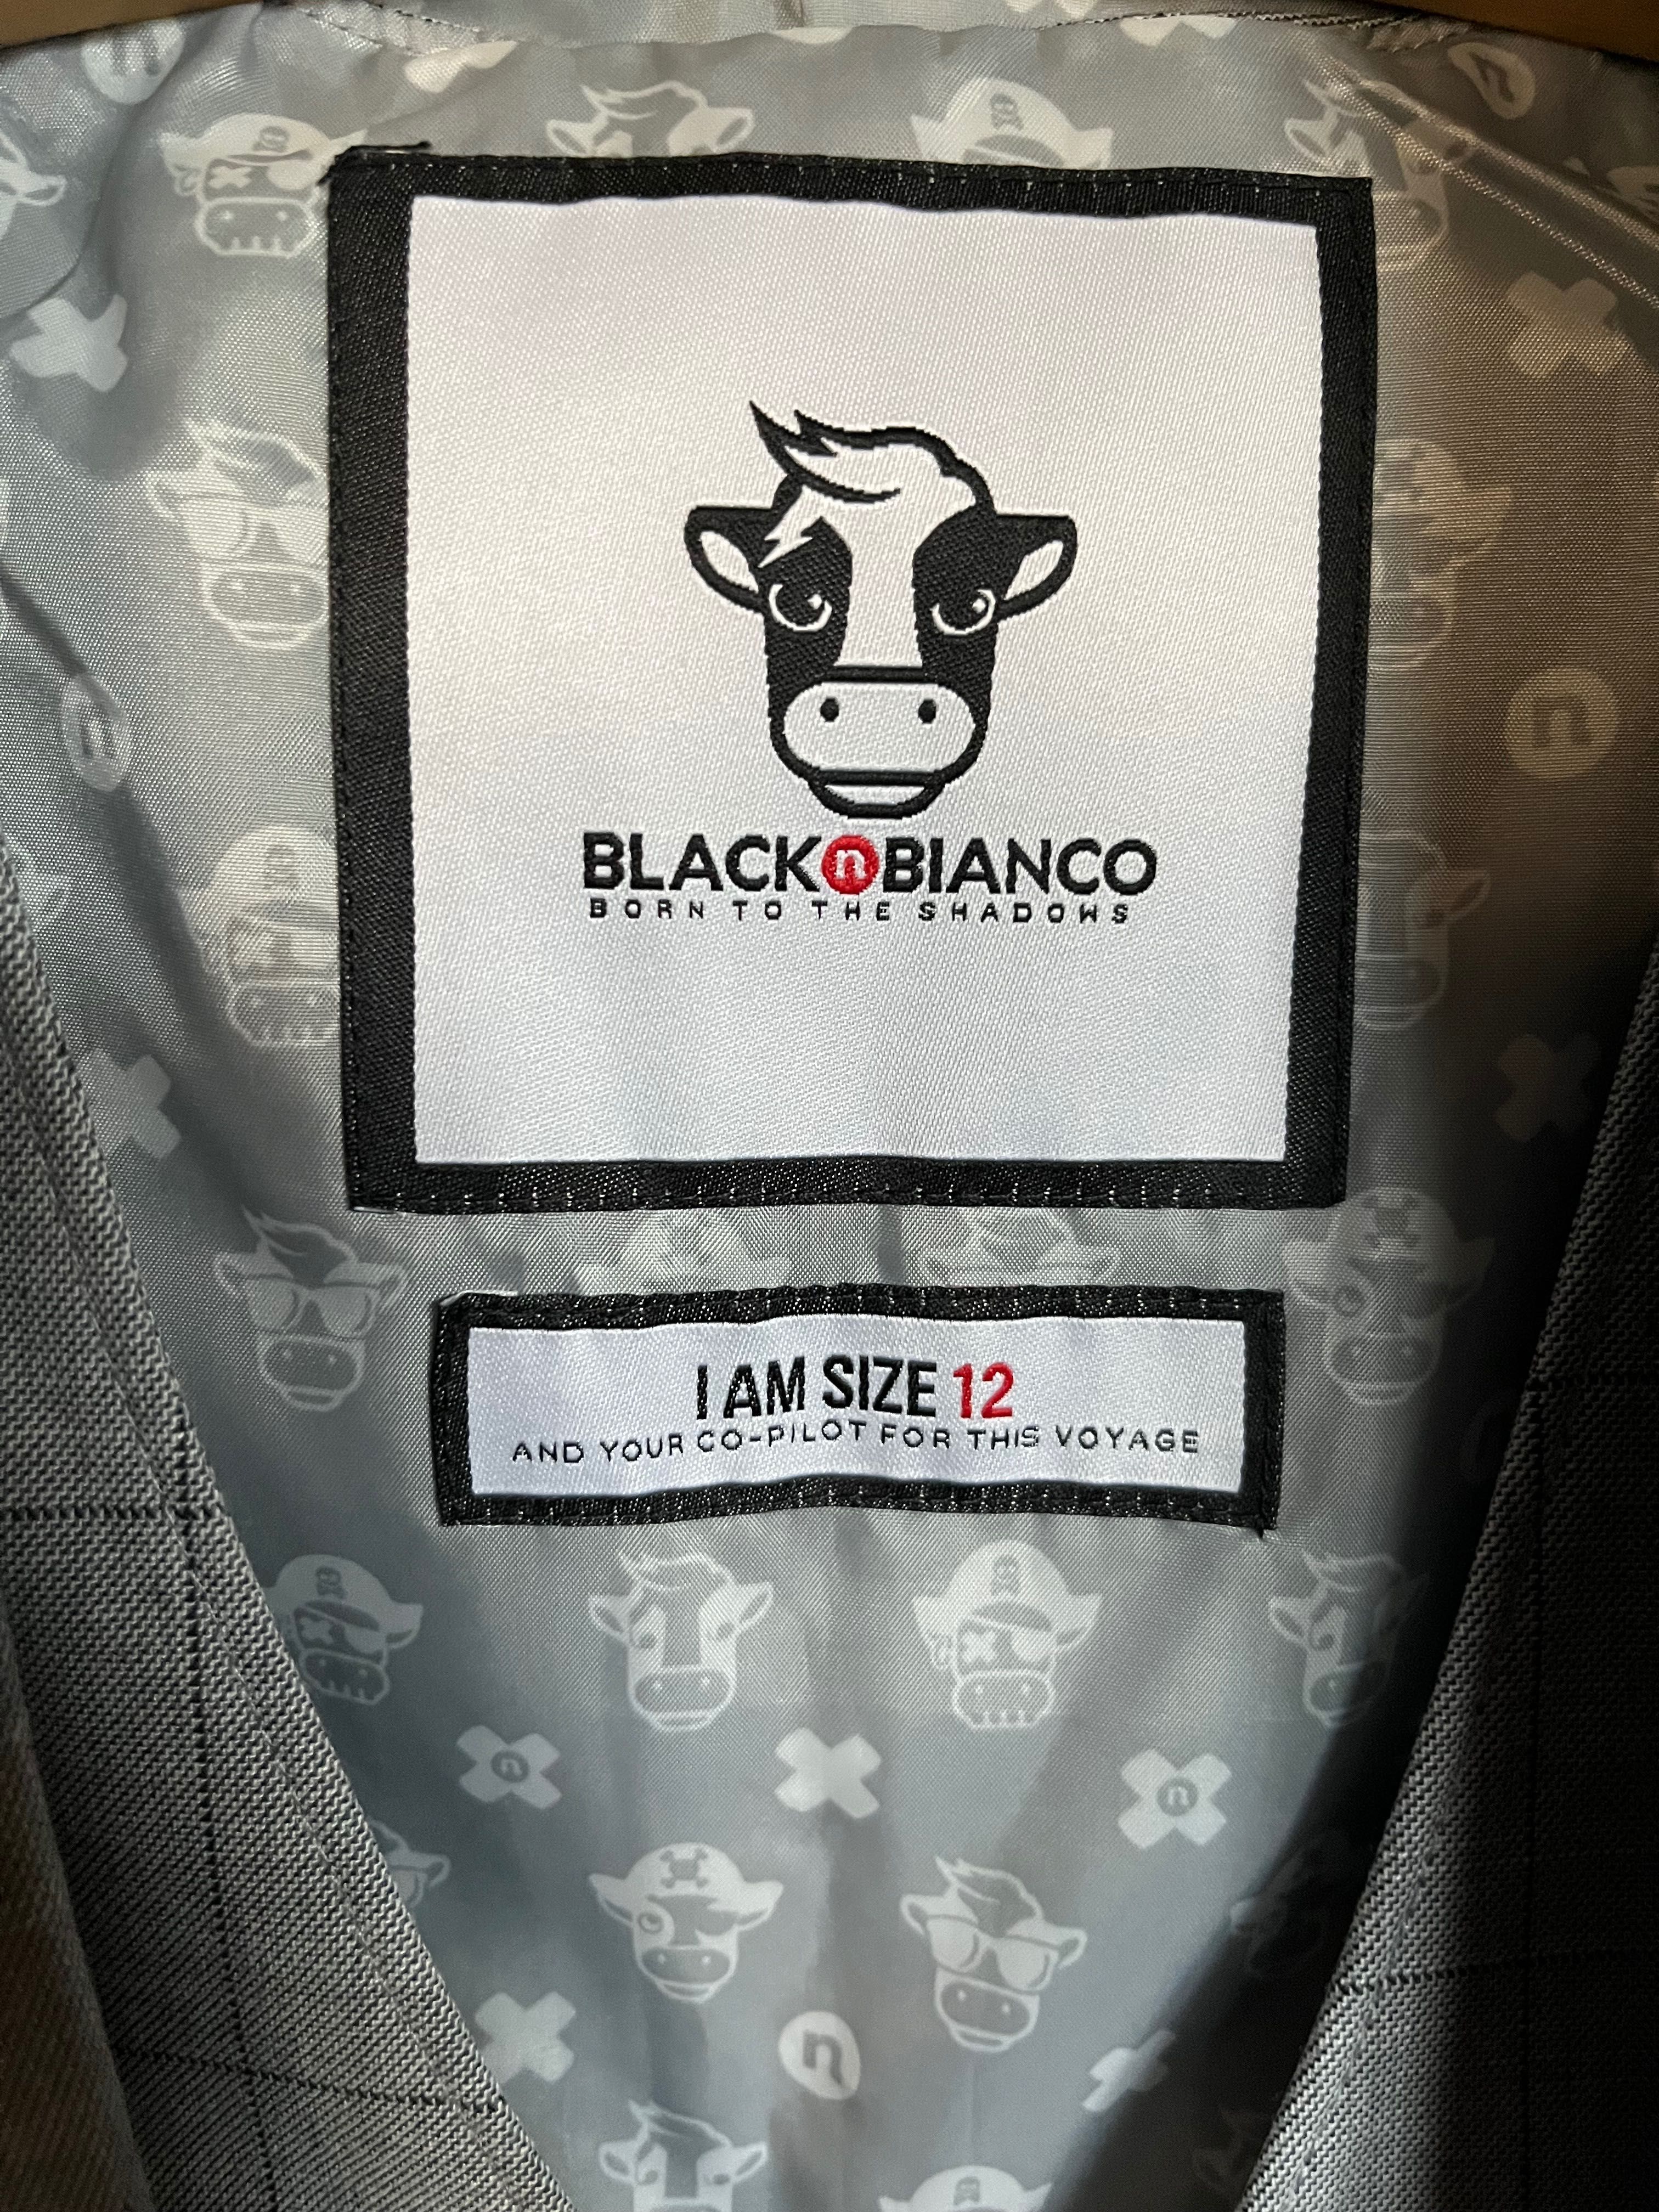 BLACKnBIANCO
BORN TO THE SHADOWS
I AM SIZE 12
AND YOUR CO-PILOT FOR THIS VOYAGE
n
n
n
n
n